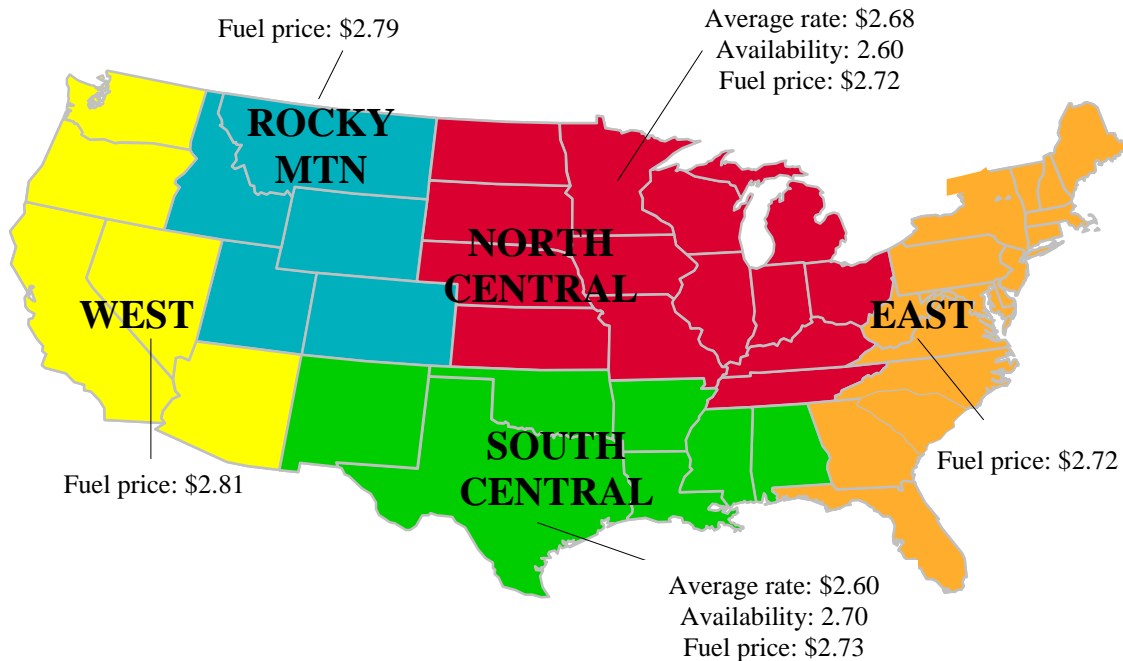 Fuel price: $2.79
Average rate: $2.68
Availability: 2.60
Fuel price: $2.72
ROCKY
MTN
NORTH
CENTRAL
WEST
EAST
SOUTH
CENTRAL
Fuel price: $2.81
Fuel price: $2.72
Average rate: $2.60
Availability: 2.70
Fuel price: $2.73